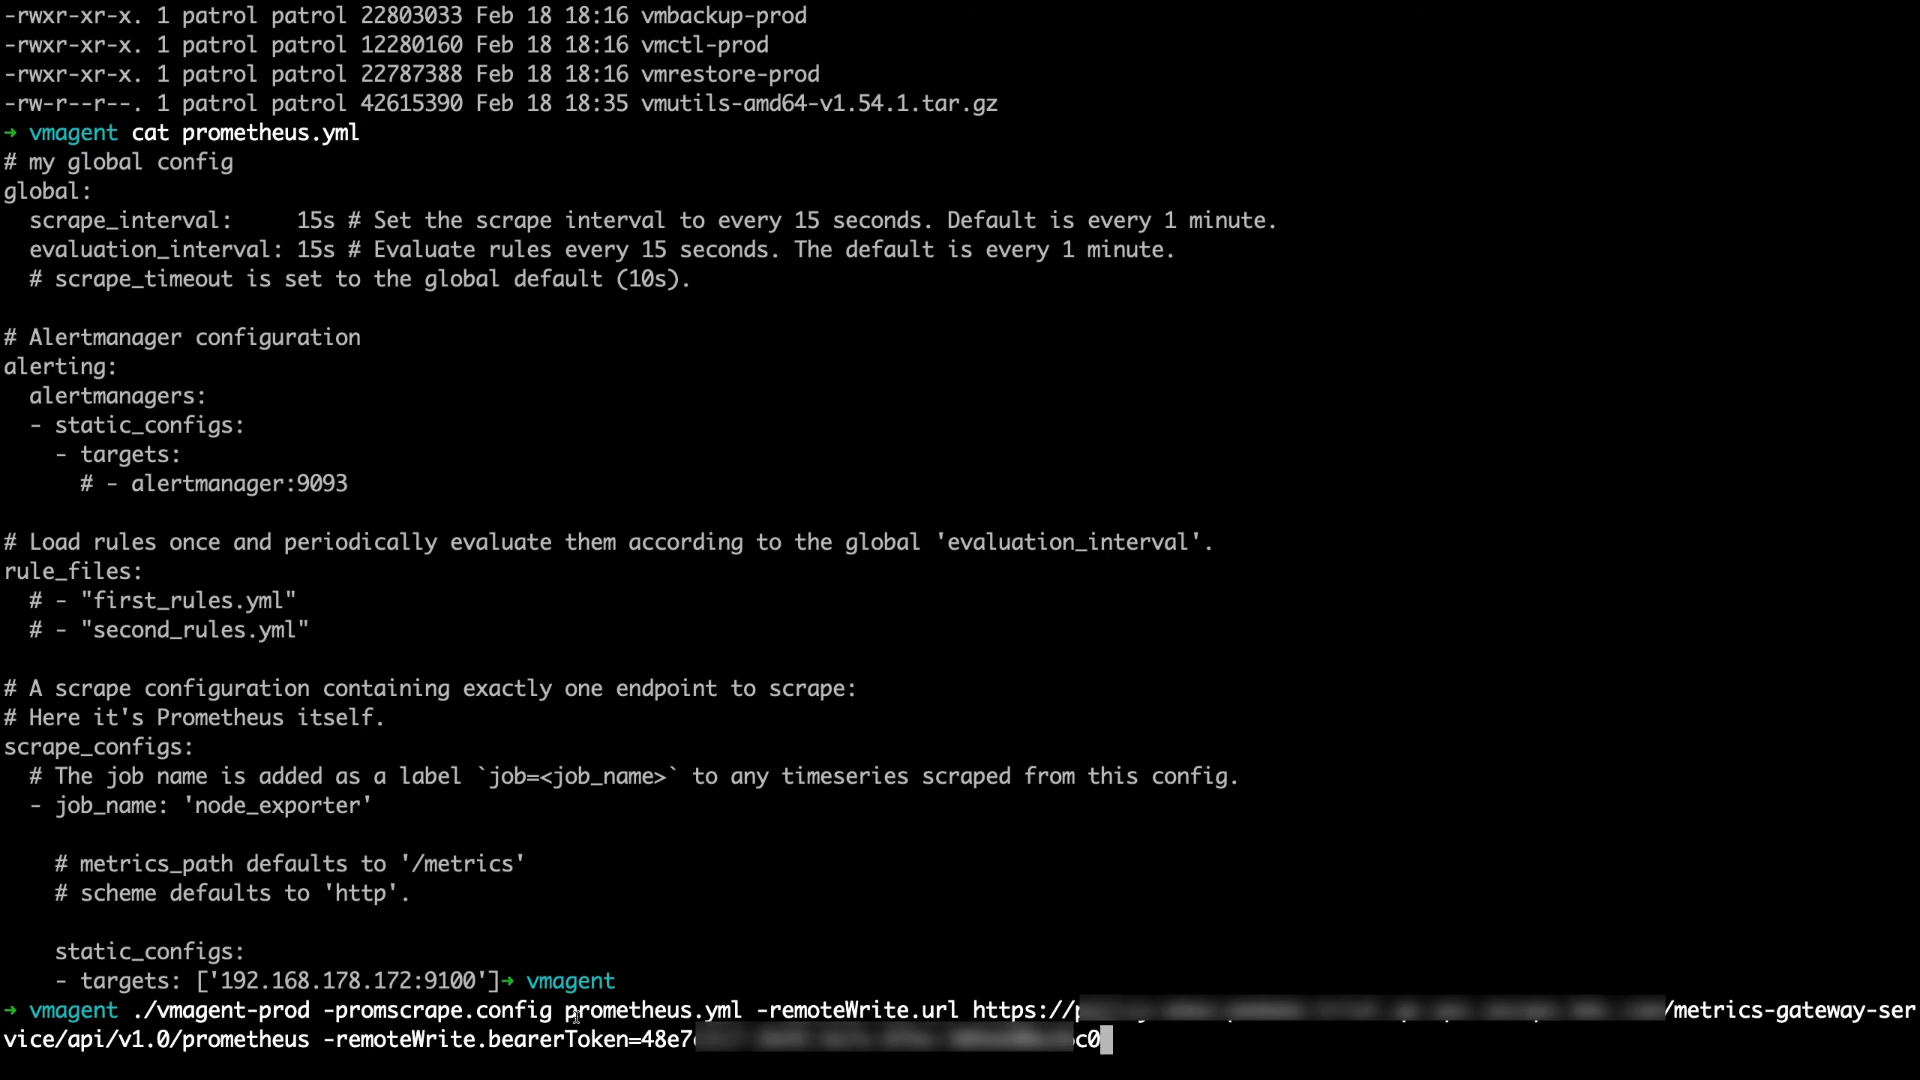 -rwxr-xr-x. 1 patrol patrol 22803033 Feb 18 18:16 vmbackup-prod
-rwxr-xr-x. 1 patrol patrol 12280160 Feb 18 18:16 vmctl-prod
-rwxr-xr-x. 1 patrol patrol 22787388 Feb 18 18:16 vmrestore-prod
-rw-r--r--. 1 patrol patrol 42615390 Feb 18 18:35 vmutils-amd64-v1.54.1.tar.gz
→ vmagent cat prometheus.yml
# my global config
global:
  scrape_interval:     15s # Set the scrape interval to every 15 seconds. Default is every 1 minute.
  evaluation_interval: 15s # Evaluate rules every 15 seconds. The default is every 1 minute.
  # scrape_timeout is set to the global default (10s).

# Alertmanager configuration
alerting:
  alertmanagers:
  - static_configs:
    - targets:
      # - alertmanager:9093

# Load rules once and periodically evaluate them according to the global 'evaluation_interval'.
rule_files:
  # - "first_rules.yml"
  # - "second_rules.yml"

# A scrape configuration containing exactly one endpoint to scrape:
# Here it's Prometheus itself.
scrape_configs:
  # The job name is added as a label `job=<job_name>` to any timeseries scraped from this config.
  - job_name: 'node_exporter'

    # metrics_path defaults to '/metrics'
    # scheme defaults to 'http'.

    static_configs:
    - targets: ['192.168.178.172:9100']→ vmagent
→ vmagent ./vmagent-prod -promscrape.config prometheus.yml -remoteWrite.url https:// /metrics-gateway-ser
vice/api/v1.0/prometheus -remoteWrite.bearerToken=48e7 c0